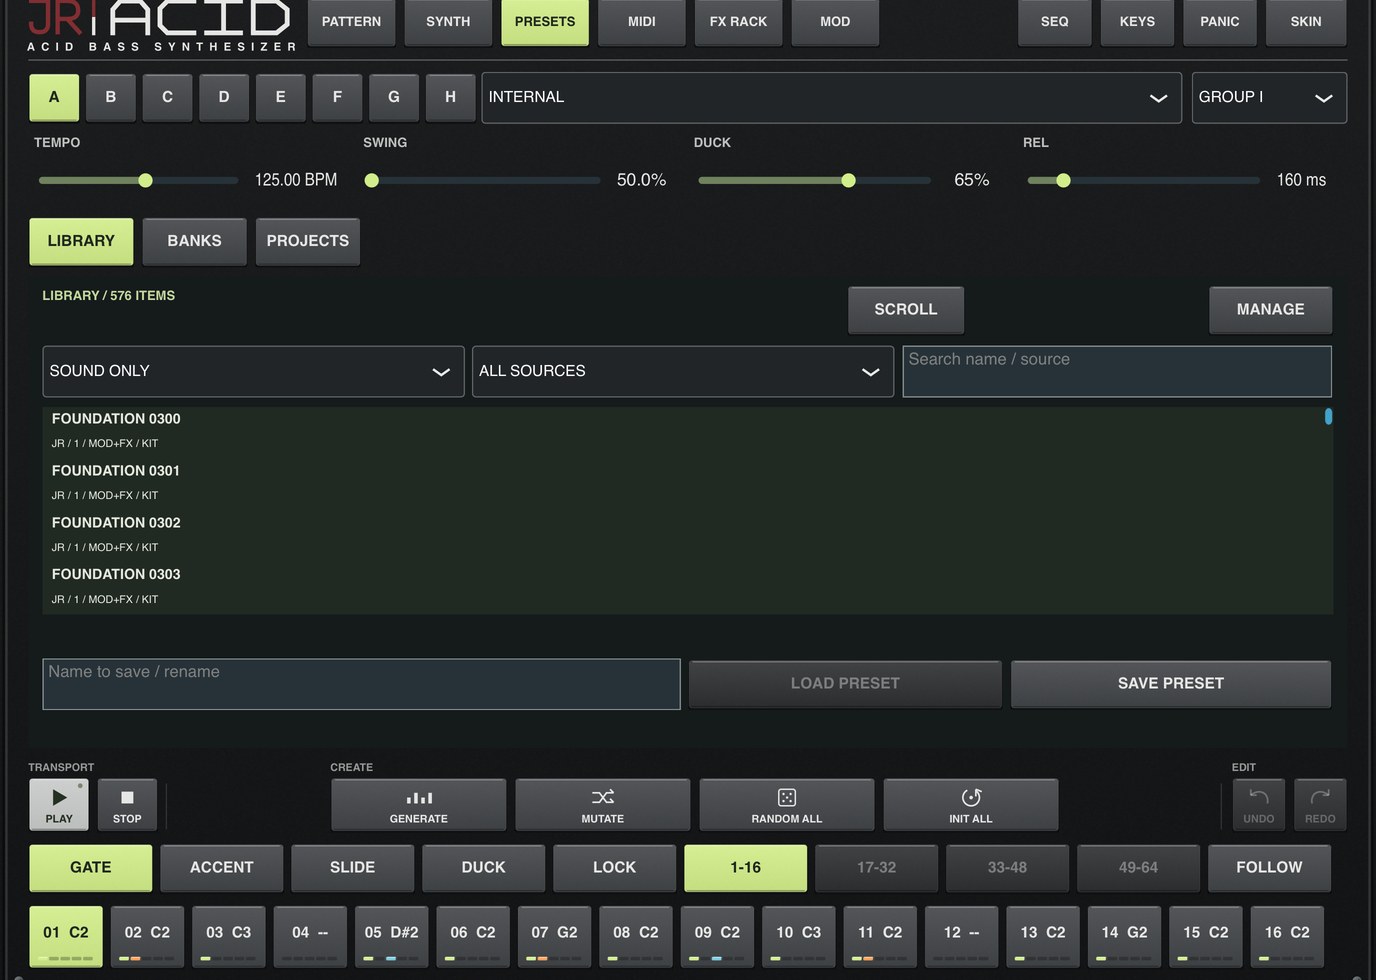 JR1ACID PATTERN SYNTH PRESETS MIDI FX RACK MOD SEQ KEYS PANIC SKIN
ACID BASS SYNTHESIZER
A B C D E F G H INTERNAL GROUP I
TEMPO SWING DUCK REL
125.00 BPM 50.0% 65% 160 ms
LIBRARY BANKS PROJECTS
LIBRARY / 576 ITEMS SCROLL MANAGE
SOUND ONLY ALL SOURCES Search name / source
FOUNDATION 0300
JR / 1 / MOD+FX / KIT
FOUNDATION 0301
JR / 1 / MOD+FX / KIT
FOUNDATION 0302
JR / 1 / MOD+FX / KIT
FOUNDATION 0303
JR / 1 / MOD+FX / KIT
Name to save / rename LOAD PRESET SAVE PRESET
TRANSPORT CREATE EDIT
PLAY STOP GENERATE MUTATE RANDOM ALL INIT ALL UNDO REDO
GATE ACCENT SLIDE DUCK LOCK 1-16 17-32 33-48 49-64 FOLLOW
01 C2 02 C2 03 C3 04 -- 05 D#2 06 C2 07 G2 08 C2 09 C2 10 C3 11 C2 12 -- 13 C2 14 G2 15 C2 16 C2